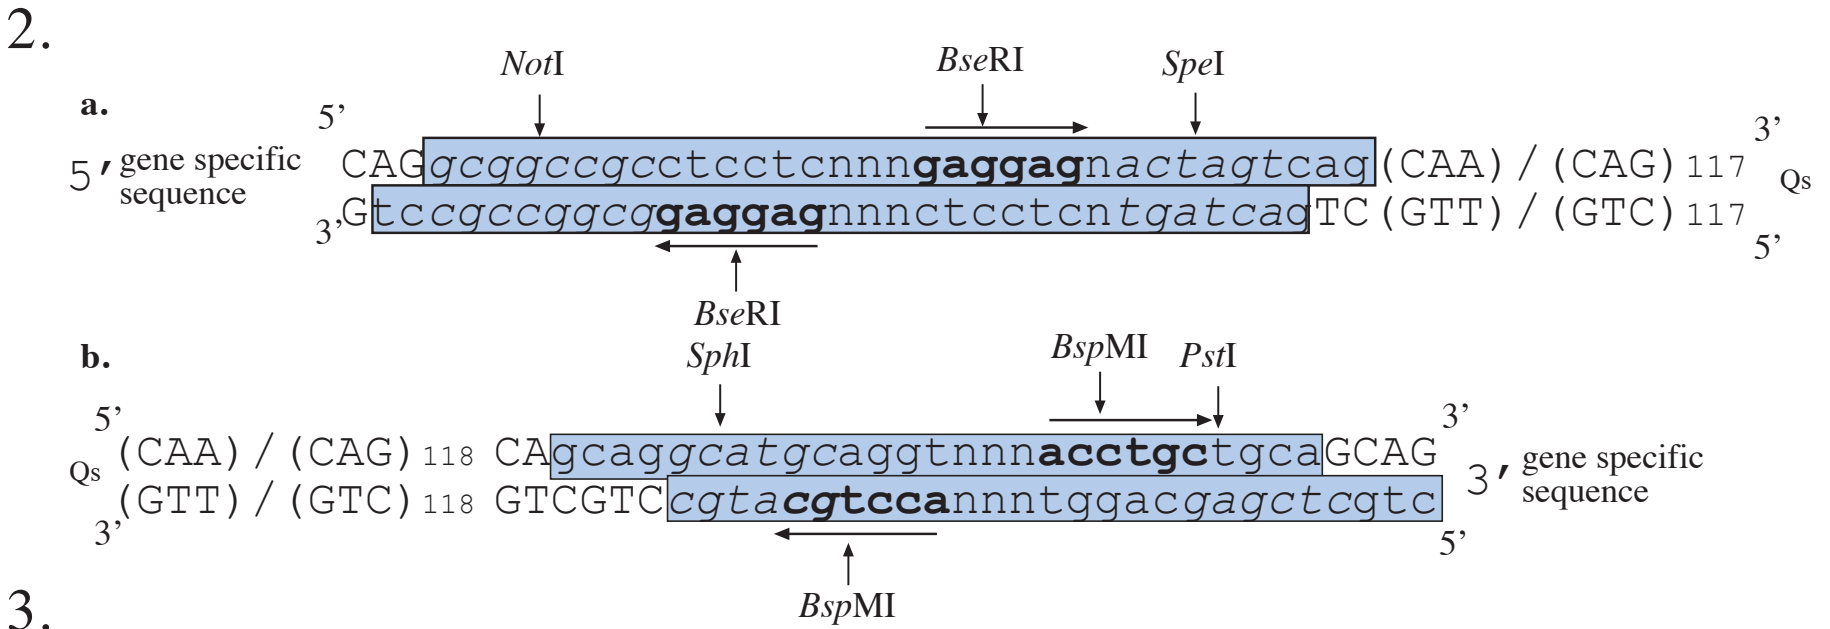 2.
NotI BseRI SpeI
a.
5’ 3’
5’ gene specific sequence CAGgcggccgcctcctcnnngaggagnactagtcag(CAA)/(CAG)117 Qs
GtccgccggcggaggagnnnctcctcntgatcagTC(GTT)/(GTC)117
3’ 5’
BseRI
b.
SphI BspMI PstI
5’ 3’
Qs (CAA)/(CAG)118 CAgcaggcatgcaggtnnnacctgctgcaGCAG 3’ gene specific sequence
(GTT)/(GTC)118 GTCGTCcgtacgtccannntggacgagctcgtc
3’ 5’
BspMI
3.